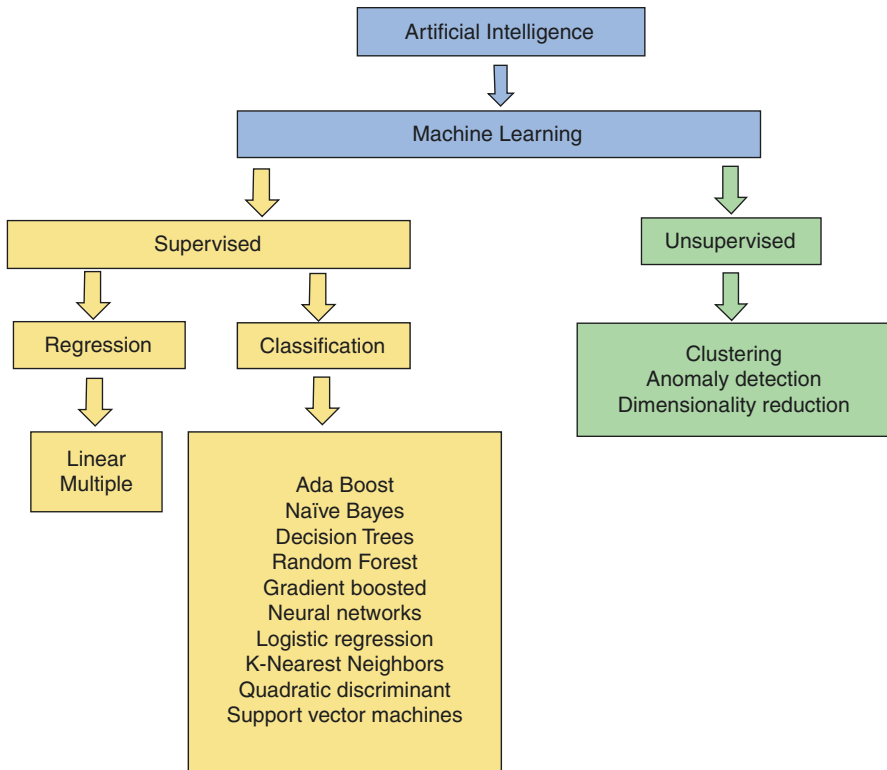 Artificial Intelligence
Machine Learning
Supervised
Unsupervised
Regression
Classification
Clustering
Anomaly detection
Dimensionality reduction
Linear
Multiple
Ada Boost
Naïve Bayes
Decision Trees
Random Forest
Gradient boosted
Neural networks
Logistic regression
K-Nearest Neighbors
Quadratic discriminant
Support vector machines